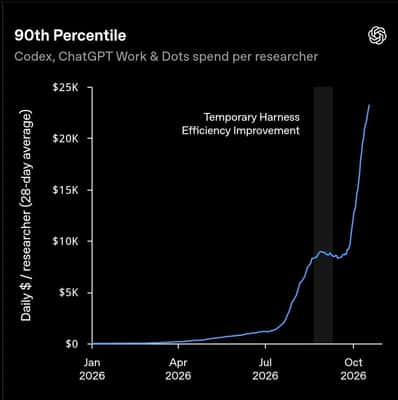 90th Percentile
Codex, ChatGPT Work & Dots spend per researcher
Daily $ / researcher (28-day average)
$25K
$20K
$15K
$10K
$5K
$0
Temporary Harness
Efficiency Improvement
Jan
2026
Apr
2026
Jul
2026
Oct
2026